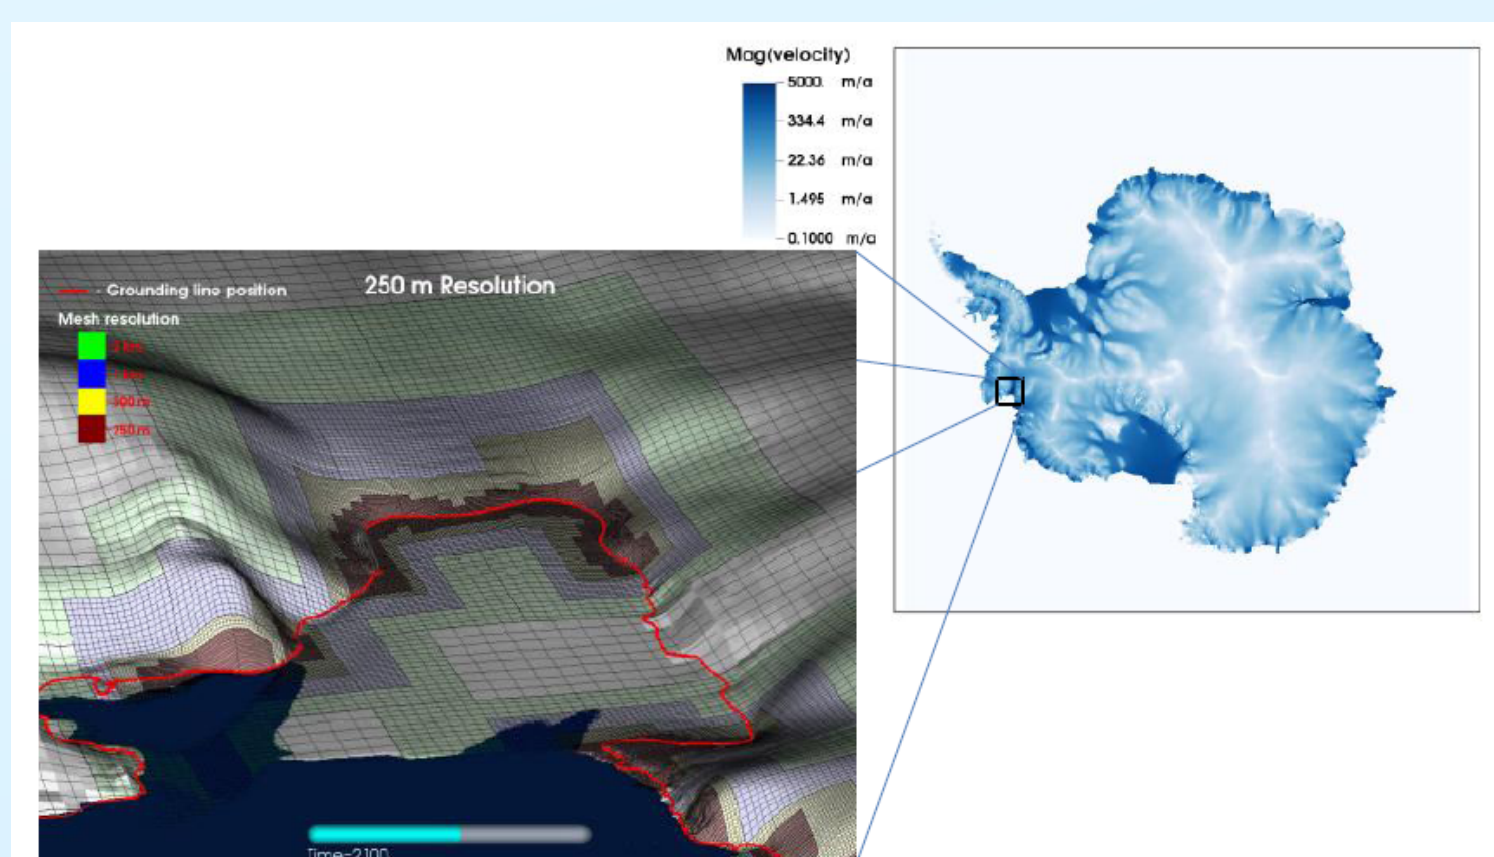 Mag(velocity)
5000. m/a
334.4 m/a
22.36 m/a
1.495 m/a
0.1000 m/a
- Grounding line position
250 m Resolution
Mesh resolution
500 m
250 m
Time=2100